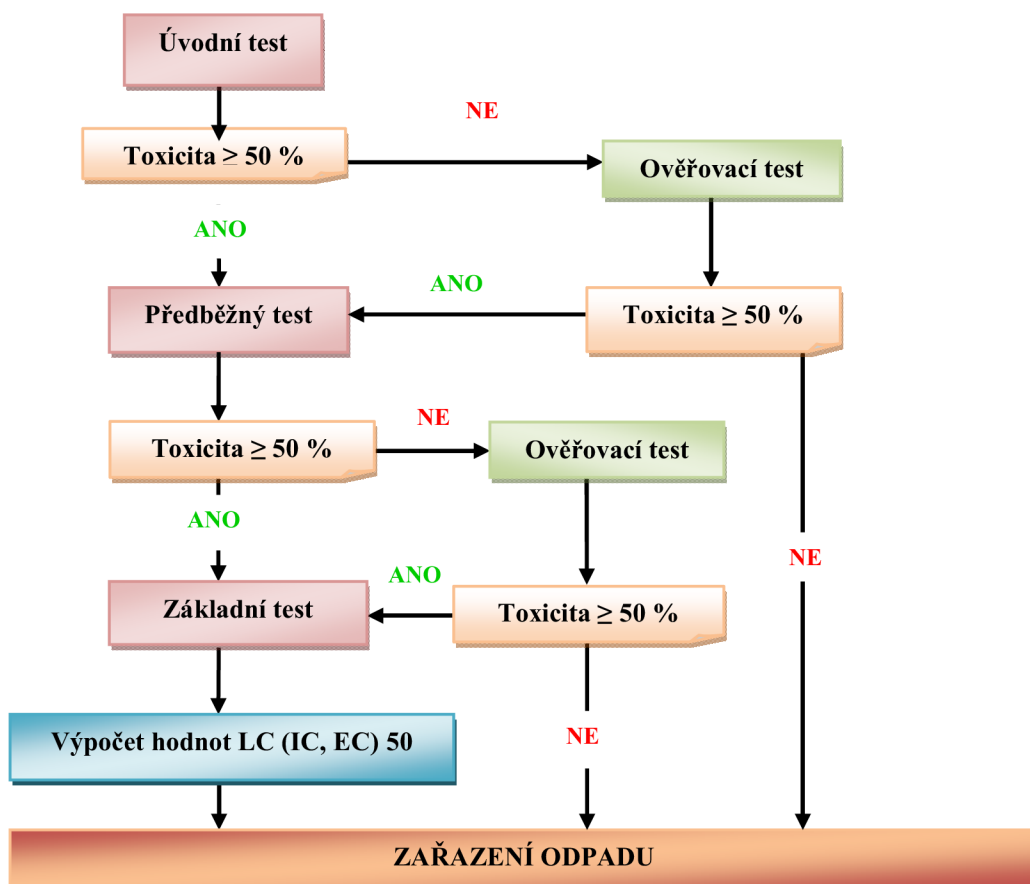 Úvodní test
NE
Toxicita ≥ 50 %
Ověřovací test
ANO
ANO
Předběžný test
Toxicita ≥ 50 %
NE
Toxicita ≥ 50 %
Ověřovací test
ANO
NE
ANO
Základní test
Toxicita ≥ 50 %
Výpočet hodnot LC (IC, EC) 50
NE
ZAŘAZENÍ ODPADU